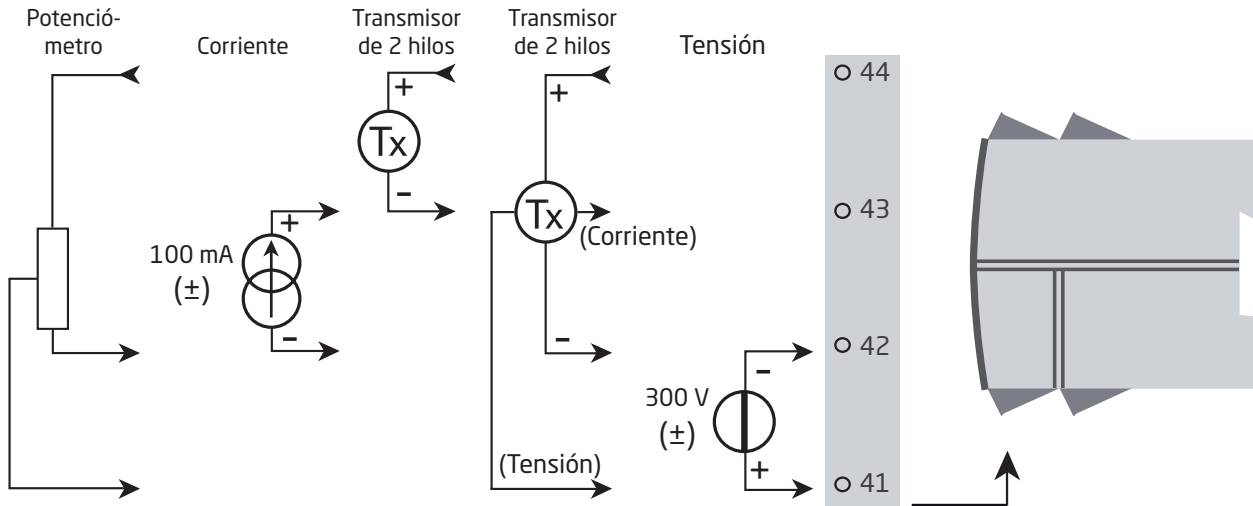 Potenció-
metro
Corriente
Transmisor
de 2 hilos
Transmisor
de 2 hilos
Tensión
44
+
+
Tx
-
Tx
43
(Corriente)
+
100 mA
(±)
-
-
42
-
300 V
(±)
+
(Tensión)
41